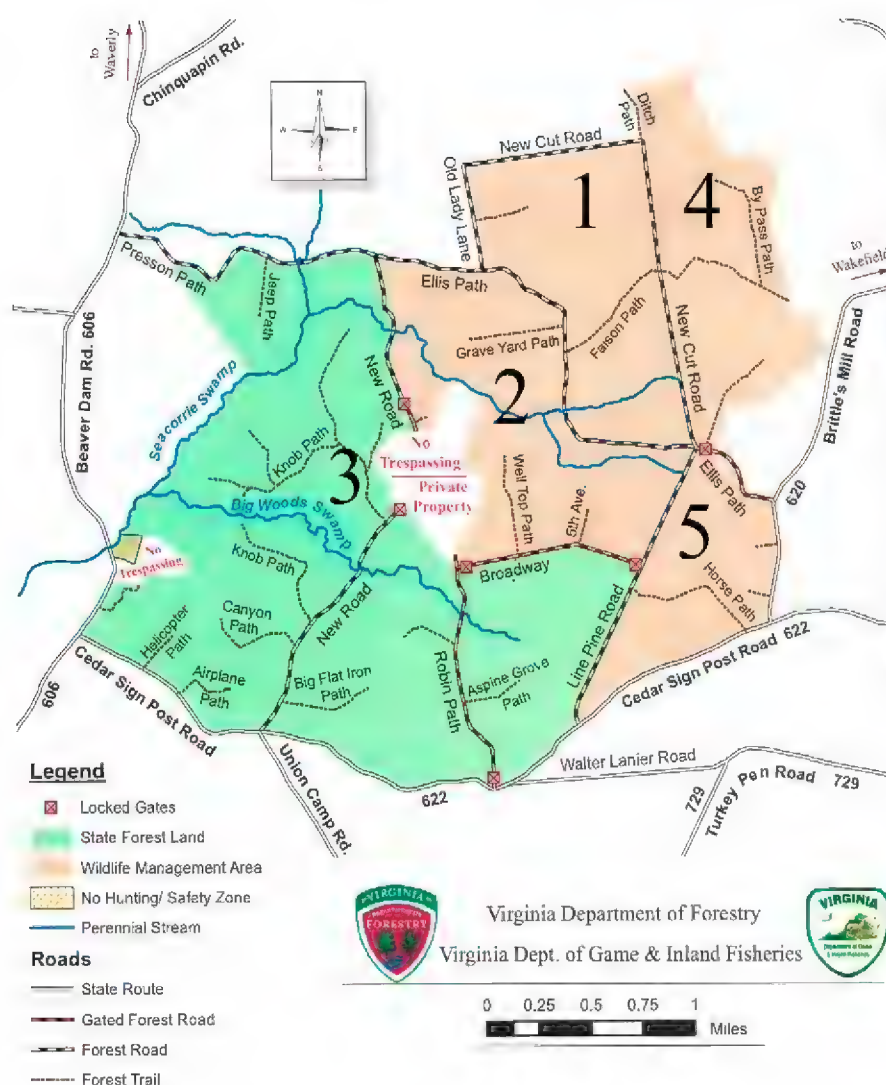 to
Waverly
Chinquapin Rd.
N
W E
S
Ditch
Path
New Cut Road
Old Lady Lane
1
4
By Pass Path
to
Wakefield
Presson Path
Jeep Path
Ellis Path
Faison Path
Grave Yard Path
New Cut Road
Beaver Dam Rd. 606
Seacorrie Swamp
New Road
2
Brittle's Mill Road
620
Knob Path
3
No
Trespassing
Private
Property
Well Top Path
5th Ave.
Ellis Path
5
Big Woods Swamp
No
Trespassing
Knob Path
Broadway
Horse Path
Canyon
Path
New Road
Helicopter
Path
Airplane
Path
Big Flat Iron
Path
Robin Path
Aspine Grove
Path
Line Pine Road
Cedar Sign Post Road 622
606
Cedar Sign Post Road
Union Camp Rd.
622
Walter Lanier Road
729
Turkey Pen Road
729
Legend
Locked Gates
State Forest Land
Wildlife Management Area
No Hunting/ Safety Zone
Perennial Stream
Roads
State Route
Gated Forest Road
Forest Road
Forest Trail
VIRGINIA
FORESTRY
Virginia Department of Forestry
Virginia Dept. of Game & Inland Fisheries
VIRGINIA
0 0.25 0.5 0.75 1
Miles